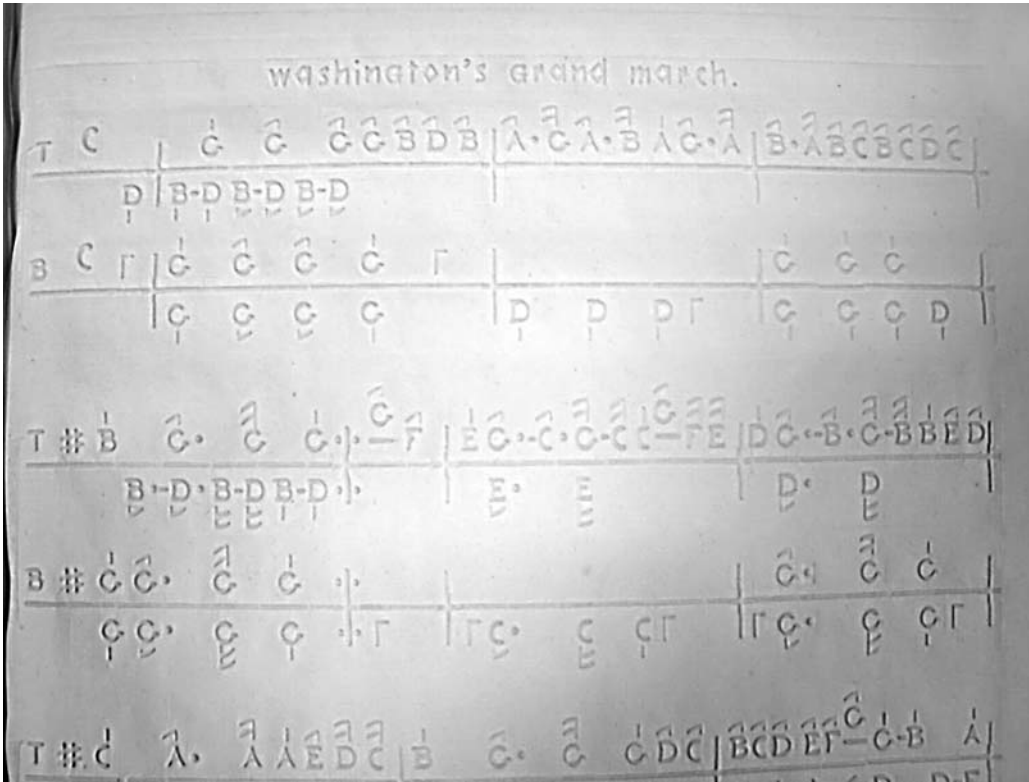 washington's grand march.
T C | G G G G B D B | A · G A · B A G · A | B · A B C B C D C |
D | B-D B-D B-D
B C Γ | G G G G Γ | | G G G |
| G G G G | D D D Γ | G G G D |
T # B G · G G · | · G – F | E G · - C · G - C C G – F E | D G · - B · G - B B E D |
B · - D · B-D B-D · | · | E · E | D · D |
B # G G · G G · | · | | G · G G |
G G · G G · | · Γ | Γ C · C C Γ | Γ G · G G Γ |
T # C A · A A E D C | B G · G G D C | B C D E F – G G-B A |